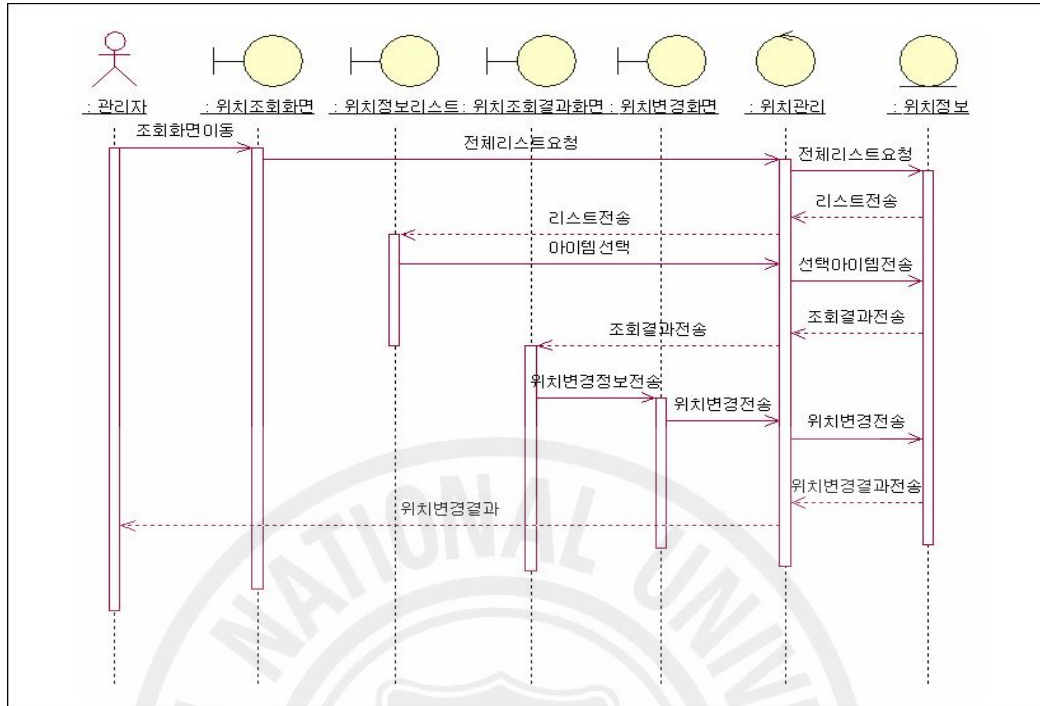 : 관리자 : 위치조회화면 : 위치정보리스트 : 위치조회결과화면 : 위치변경화면 : 위치관리 : 위치정보
조회화면이동
전체리스트요청
전체리스트요청
리스트전송
리스트전송
아이템선택
선택아이템전송
조회결과전송
조회결과전송
위치변경정보전송
위치변경전송
위치변경전송
위치변경결과전송
위치변경결과
NATIONAL UNIV